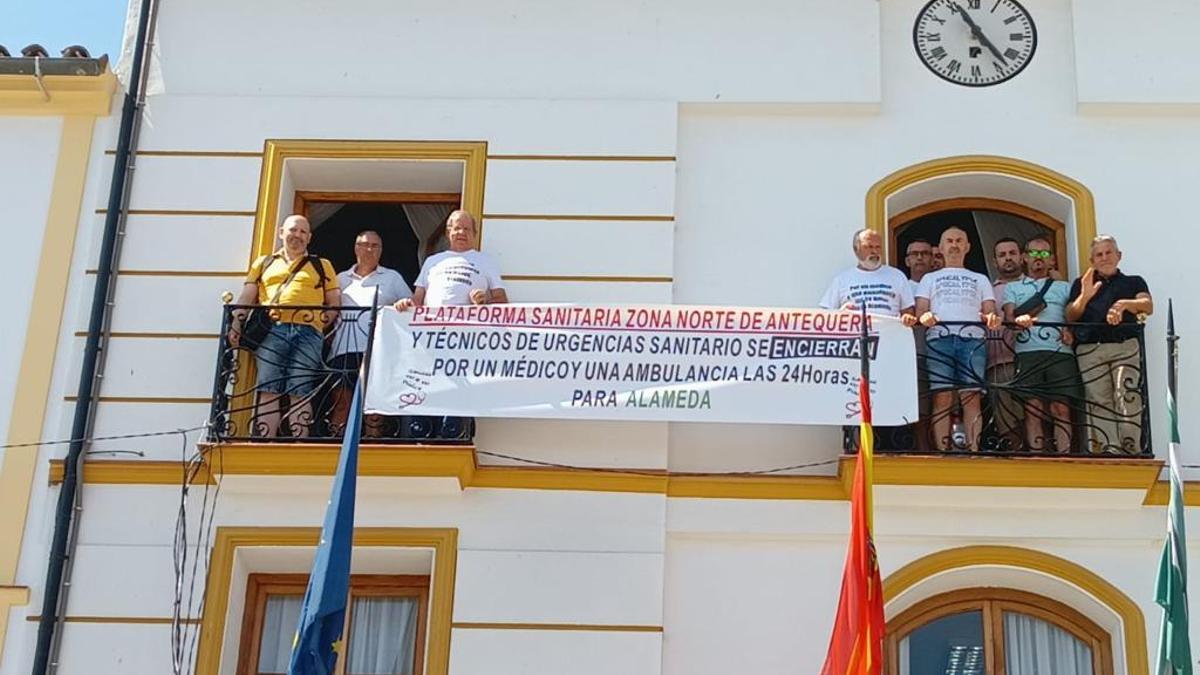 PLATAFORMA SANITARIA ZONA NORTE DE ANTEQUERA
Y TÉCNICOS DE URGENCIAS SANITARIO SE ENCIERRAN
POR UN MÉDICO Y UNA AMBULANCIA LAS 24Horas
PARA ALAMEDA
APOCALYPSE